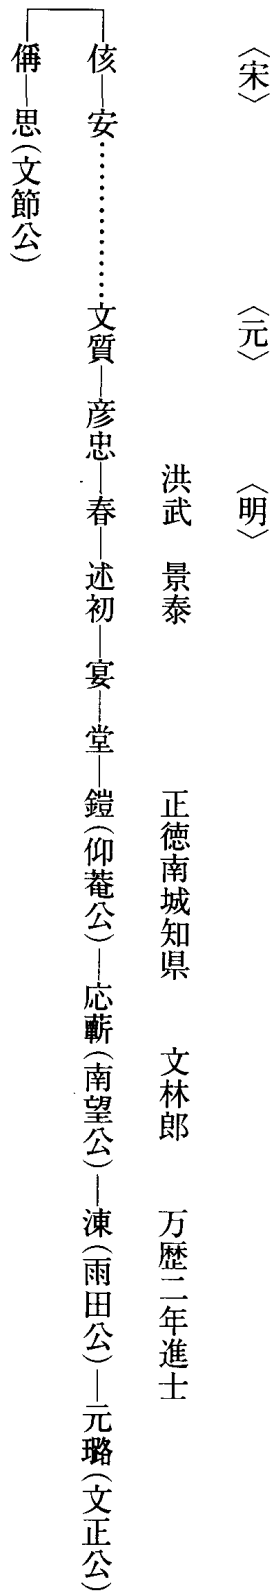 〈宋〉　〈元〉　〈明〉
洪武　景泰　正徳南城知県　文林郎　万歴二年進士
侅―安……………文質―彦忠―春―述初―宴―堂―鎧(仰菴公)―応蘄(南望公)―涷(雨田公)―元璐(文正公)
偁―思(文節公)